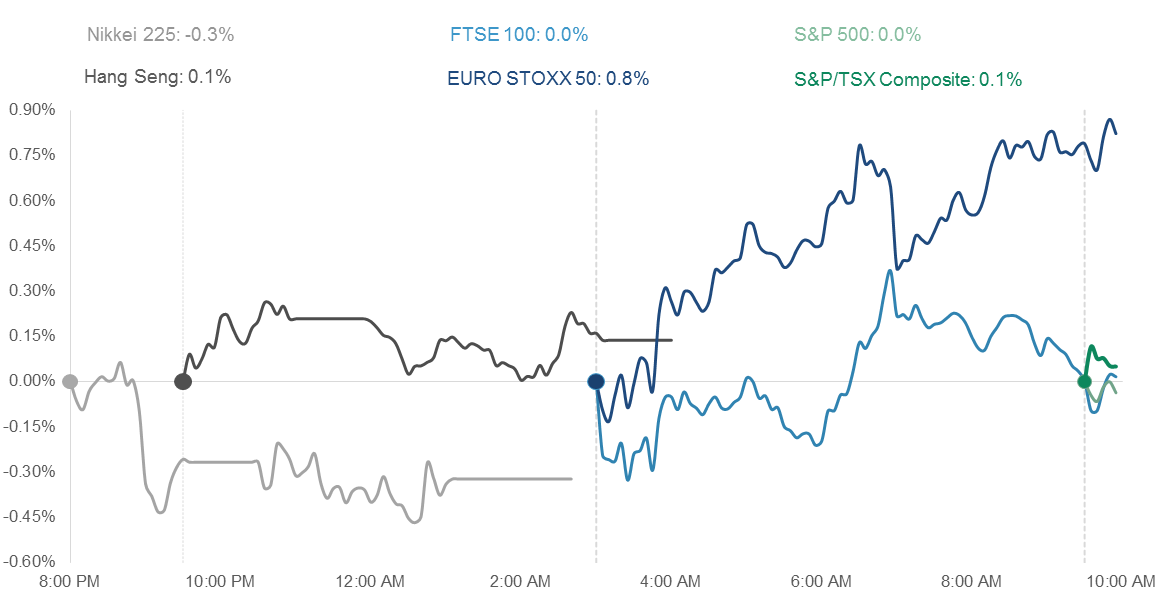 Nikkei 225: -0.3%
FTSE 100: 0.0%
S&P 500: 0.0%
Hang Seng: 0.1%
EURO STOXX 50: 0.8%
S&P/TSX Composite: 0.1%
0.90%
0.75%
0.60%
0.45%
0.30%
0.15%
0.00%
-0.15%
-0.30%
-0.45%
-0.60%
8:00 PM
10:00 PM
12:00 AM
2:00 AM
4:00 AM
6:00 AM
8:00 AM
10:00 AM